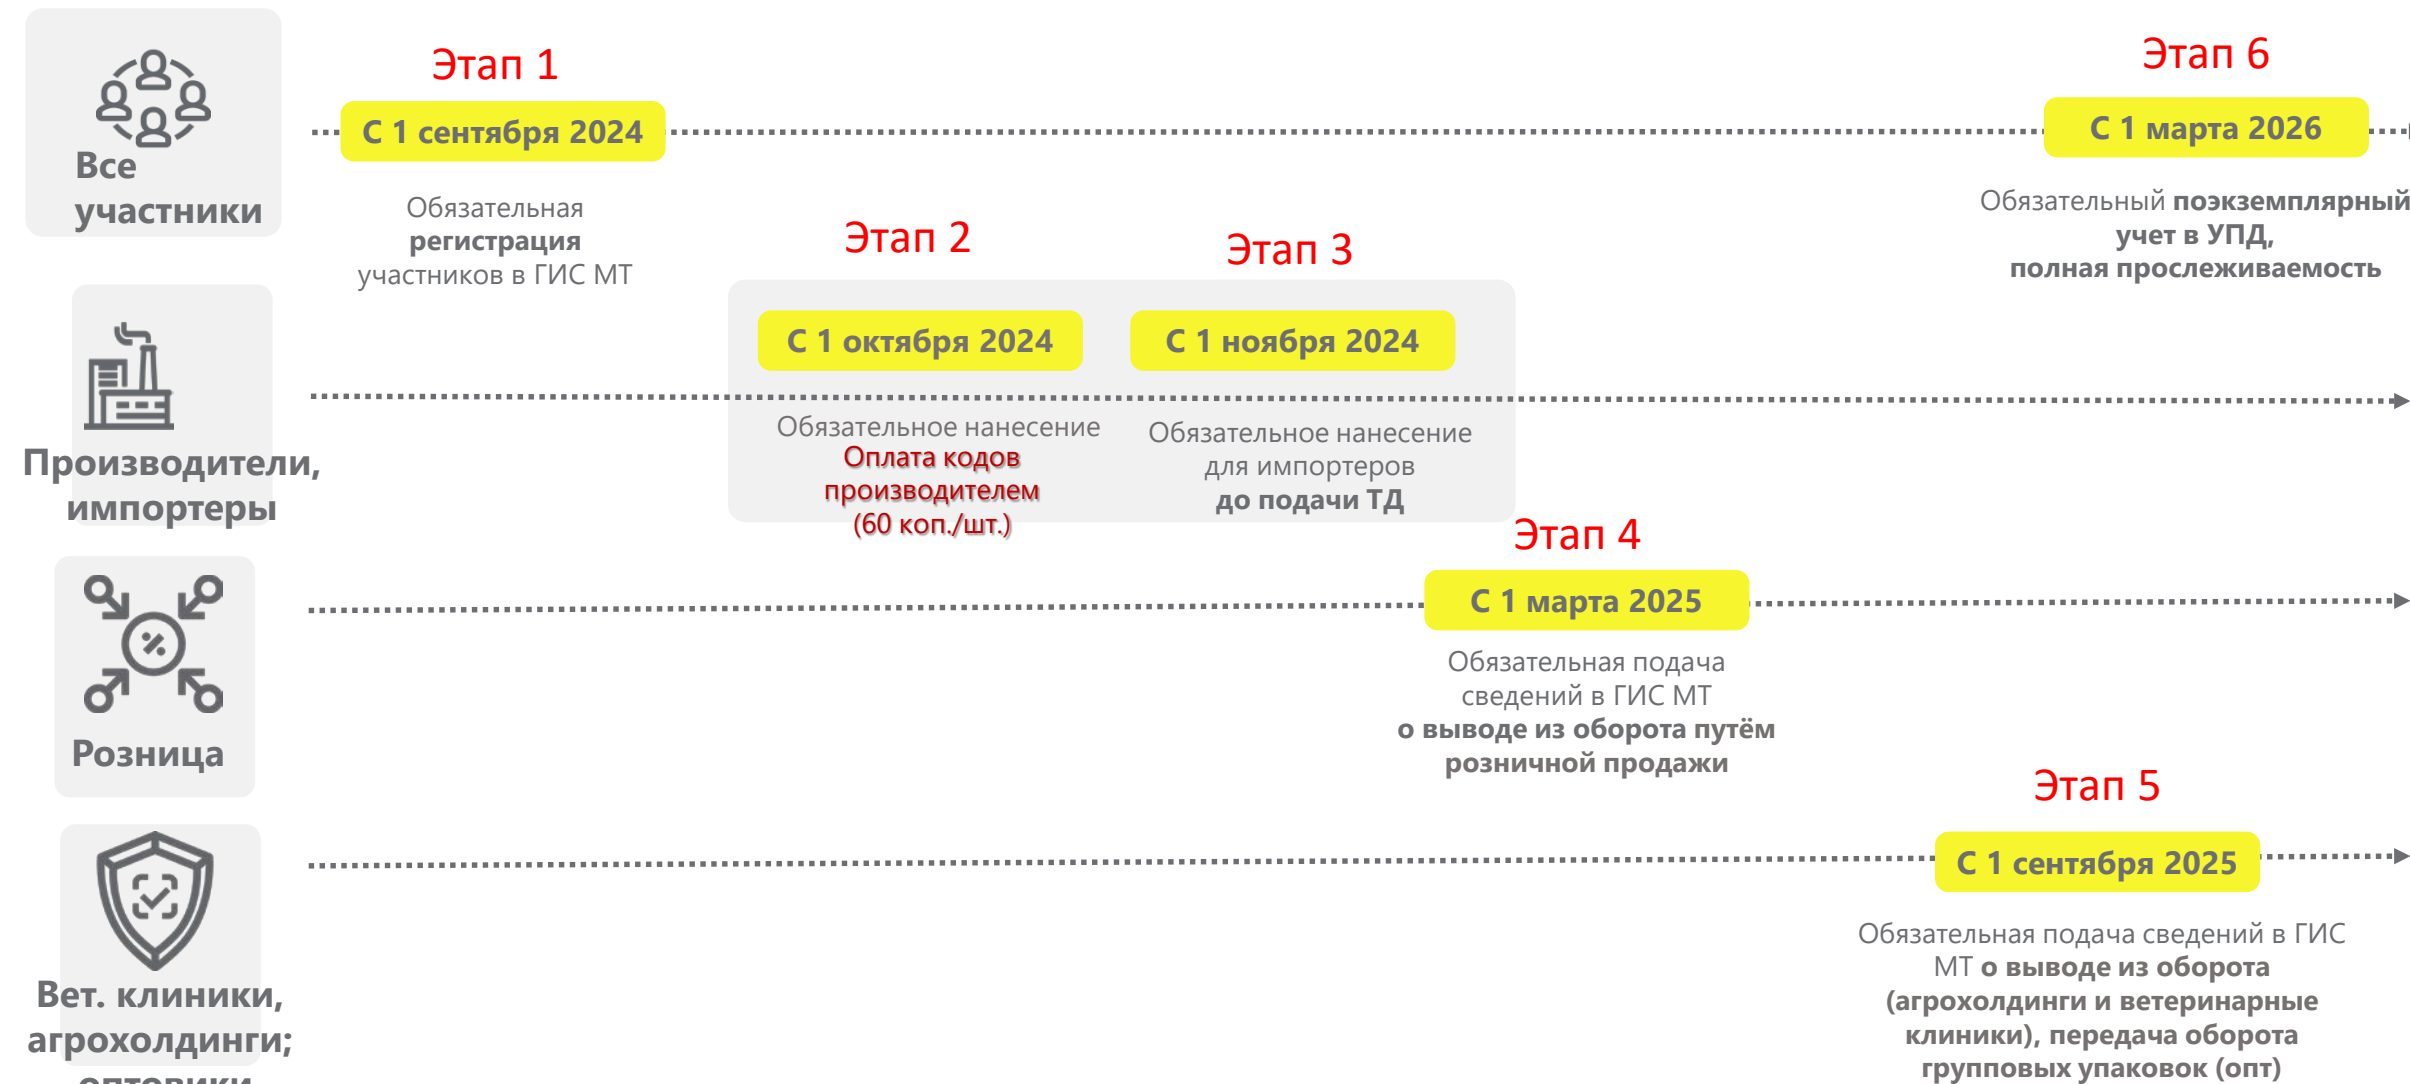 Этап 1
Этап 6
С 1 сентября 2024
С 1 марта 2026
Все
участники
Обязательная
регистрация
участников в ГИС МТ
Обязательный поэкземплярный
учет в УПД,
полная прослеживаемость
Этап 2
Этап 3
С 1 октября 2024
С 1 ноября 2024
Производители,
импортеры
Обязательное нанесение
Оплата кодов
производителем
(60 коп./шт.)
Обязательное нанесение
для импортеров
до подачи ТД
Этап 4
С 1 марта 2025
Розница
Обязательная подача
сведений в ГИС МТ
о выводе из оборота путём
розничной продажи
Этап 5
С 1 сентября 2025
Вет. клиники,
агрохолдинги;
оптовики
Обязательная подача сведений в ГИС
МТ о выводе из оборота
(агрохолдинги и ветеринарные
клиники), передача оборота
групповых упаковок (опт)